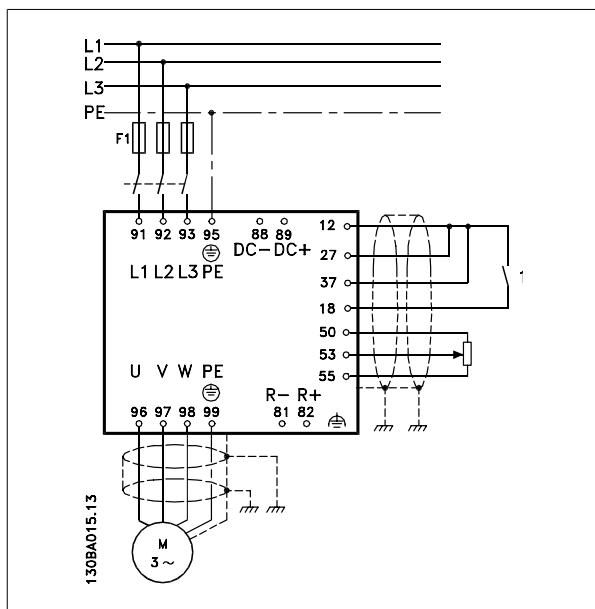 L1
L2
L3
PE
F1
91 92 93 95 88 89
DC- DC+
L1 L2 L3 PE
12
27
37
18
50
53
55
U V W PE
R- R+
96 97 98 99 81 82
M
3 ~
130BA015.13